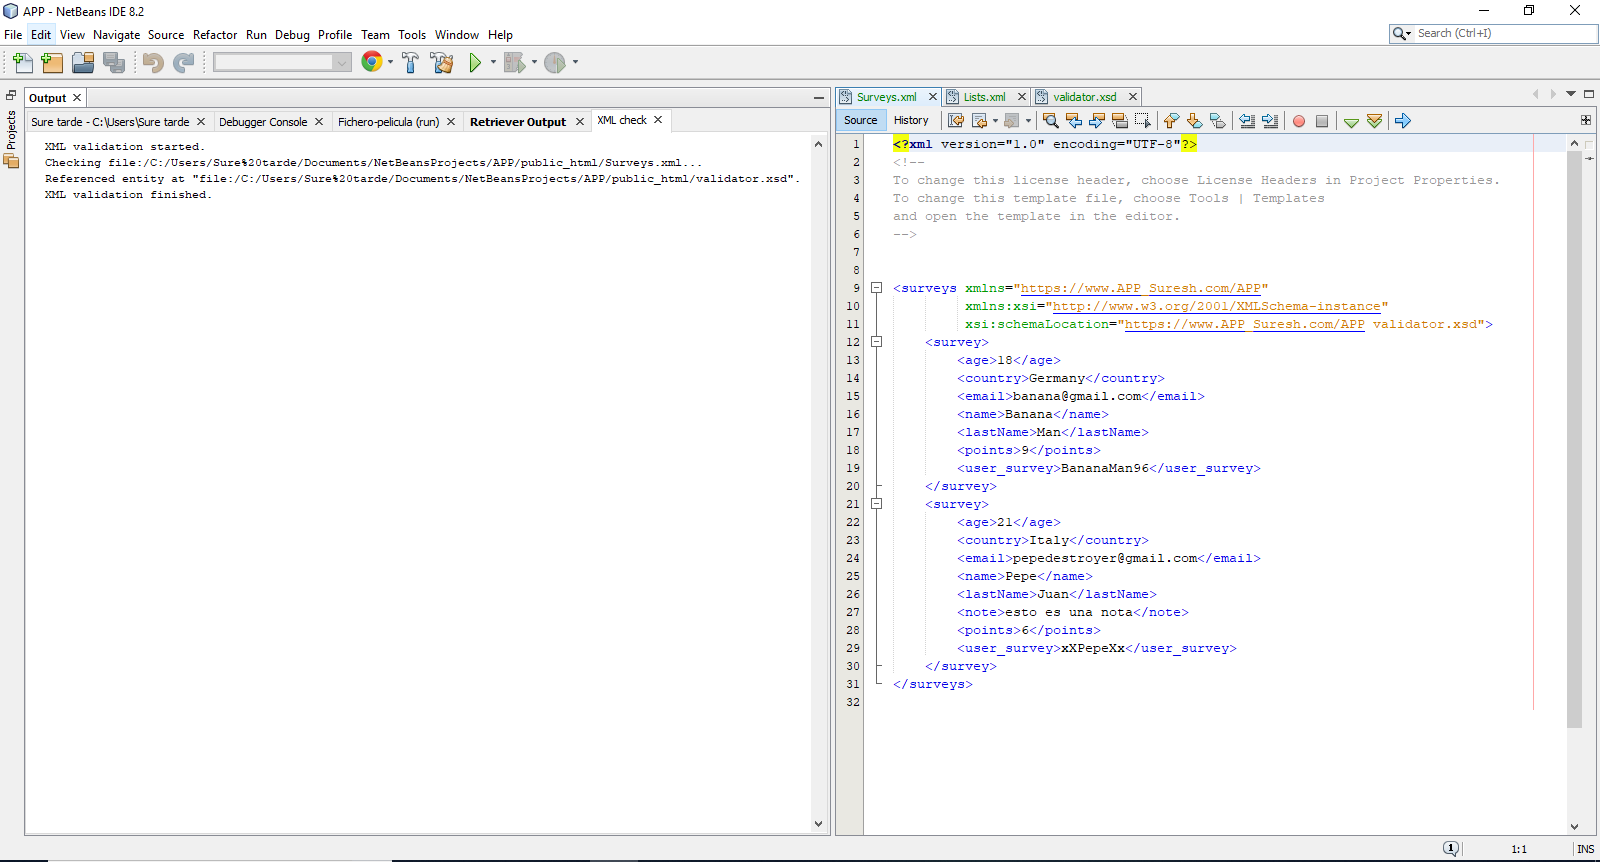 APP - NetBeans IDE 8.2
File Edit View Navigate Source Refactor Run Debug Profile Team Tools Window Help
Search (Ctrl+I)
Projects
Output
Sure tarde - C:\Users\Sure tarde Debugger Console Fichero-pelicula (run) Retriever Output XML check
XML validation started.
Checking file:/C:/Users/Sure%20tarde/Documents/NetBeansProjects/APP/public_html/Surveys.xml...
Referenced entity at "file:/C:/Users/Sure%20tarde/Documents/NetBeansProjects/APP/public_html/validator.xsd".
XML validation finished.
Surveys.xml Lists.xml validator.xsd
Source History
1 <?xml version="1.0" encoding="UTF-8"?>
2 <!--
3 To change this license header, choose License Headers in Project Properties.
4 To change this template file, choose Tools | Templates
5 and open the template in the editor.
6 -->
7
8
9 <surveys xmlns="https://www.APP_Suresh.com/APP"
10 xmlns:xsi="http://www.w3.org/2001/XMLSchema-instance"
11 xsi:schemaLocation="https://www.APP_Suresh.com/APP validator.xsd">
12 <survey>
13 <age>18</age>
14 <country>Germany</country>
15 <email>banana@gmail.com</email>
16 <name>Banana</name>
17 <lastName>Man</lastName>
18 <points>9</points>
19 <user_survey>BananaMan96</user_survey>
20 </survey>
21 <survey>
22 <age>21</age>
23 <country>Italy</country>
24 <email>pepedestroyer@gmail.com</email>
25 <name>Pepe</name>
26 <lastName>Juan</lastName>
27 <note>esto es una nota</note>
28 <points>6</points>
29 <user_survey>xXPepeXx</user_survey>
30 </survey>
31 </surveys>
32
1 1:1 INS